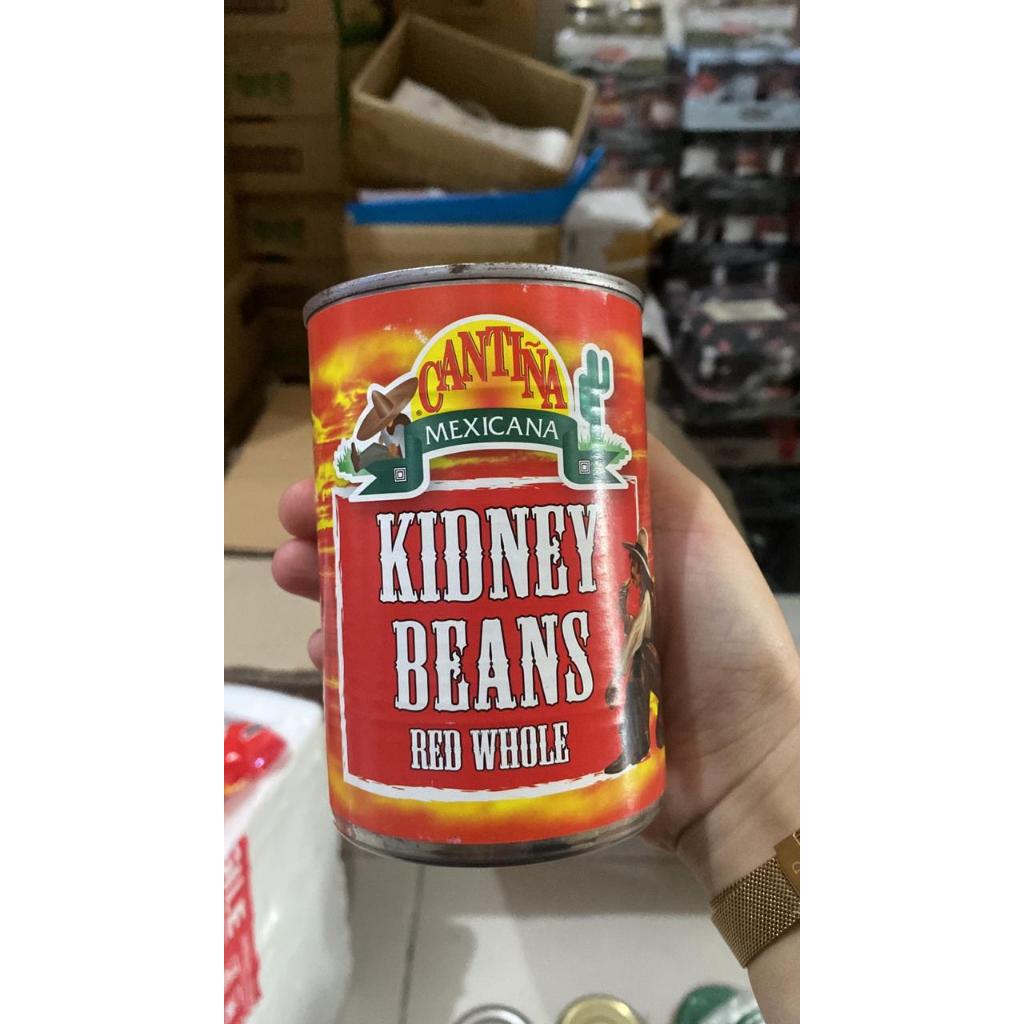 CANTIÑA
MEXICANA
KIDNEY
BEANS
RED WHOLE